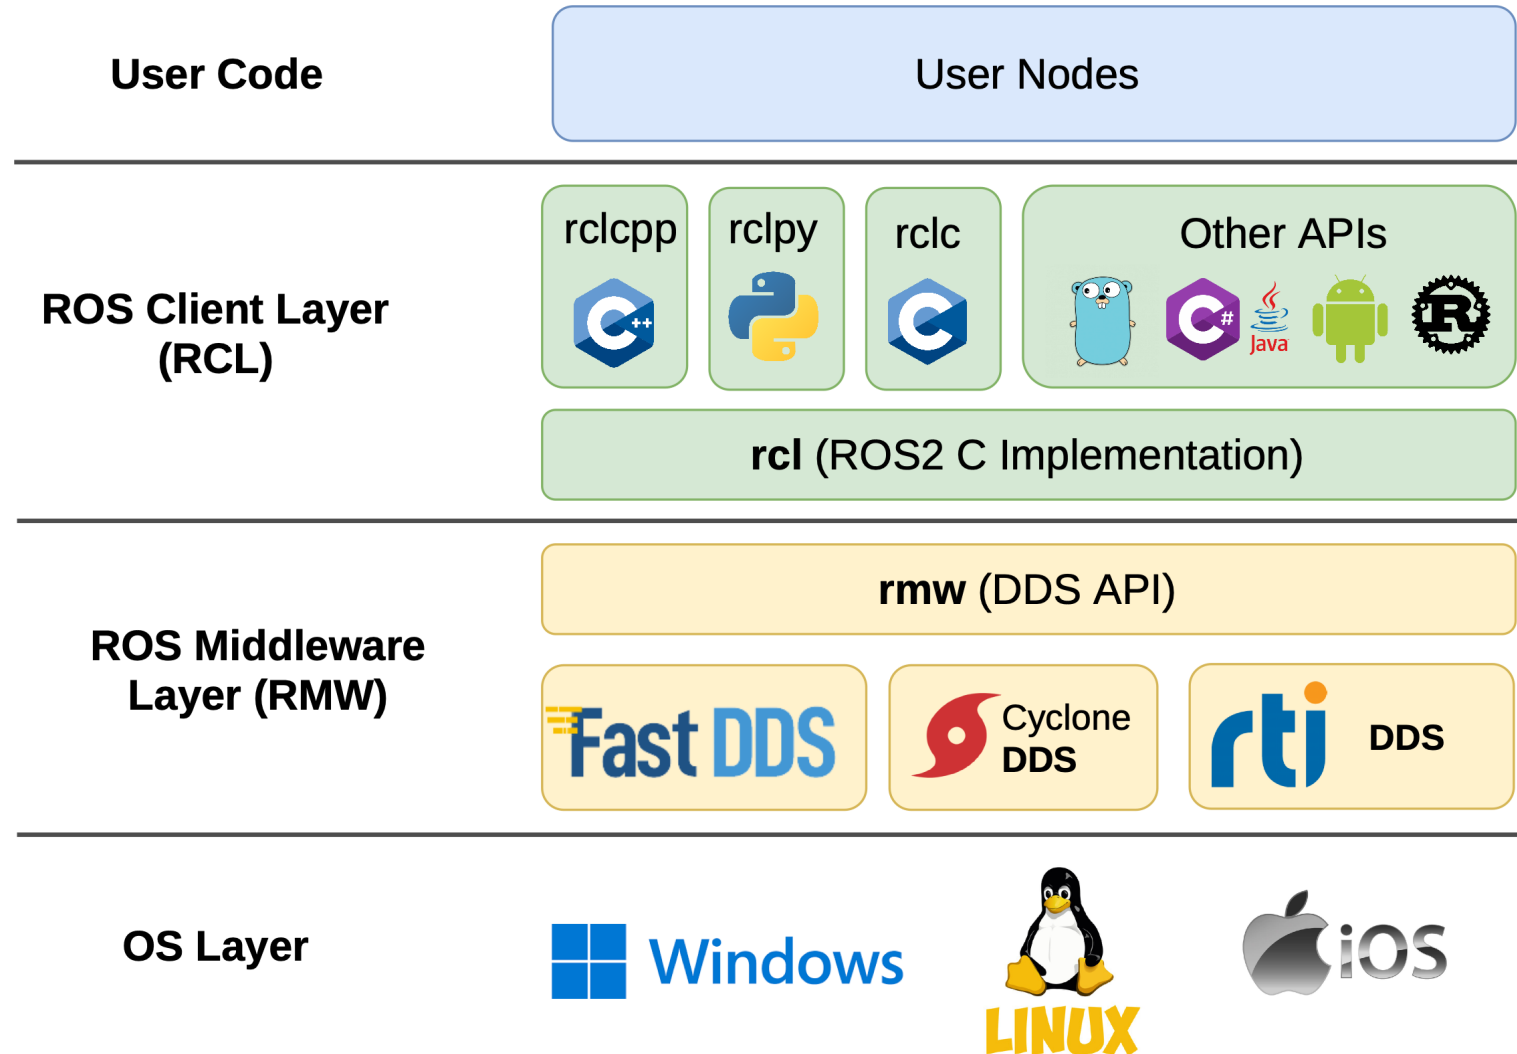 User Code
User Nodes
ROS Client Layer
(RCL)
rclcpp
rclpy
rclc
Other APIs
C ++
C
C #
Java
R
rcl (ROS2 C Implementation)
ROS Middleware
Layer (RMW)
rmw (DDS API)
Fast DDS
Cyclone
DDS
rti
DDS
OS Layer
Windows
LINUX
iOS